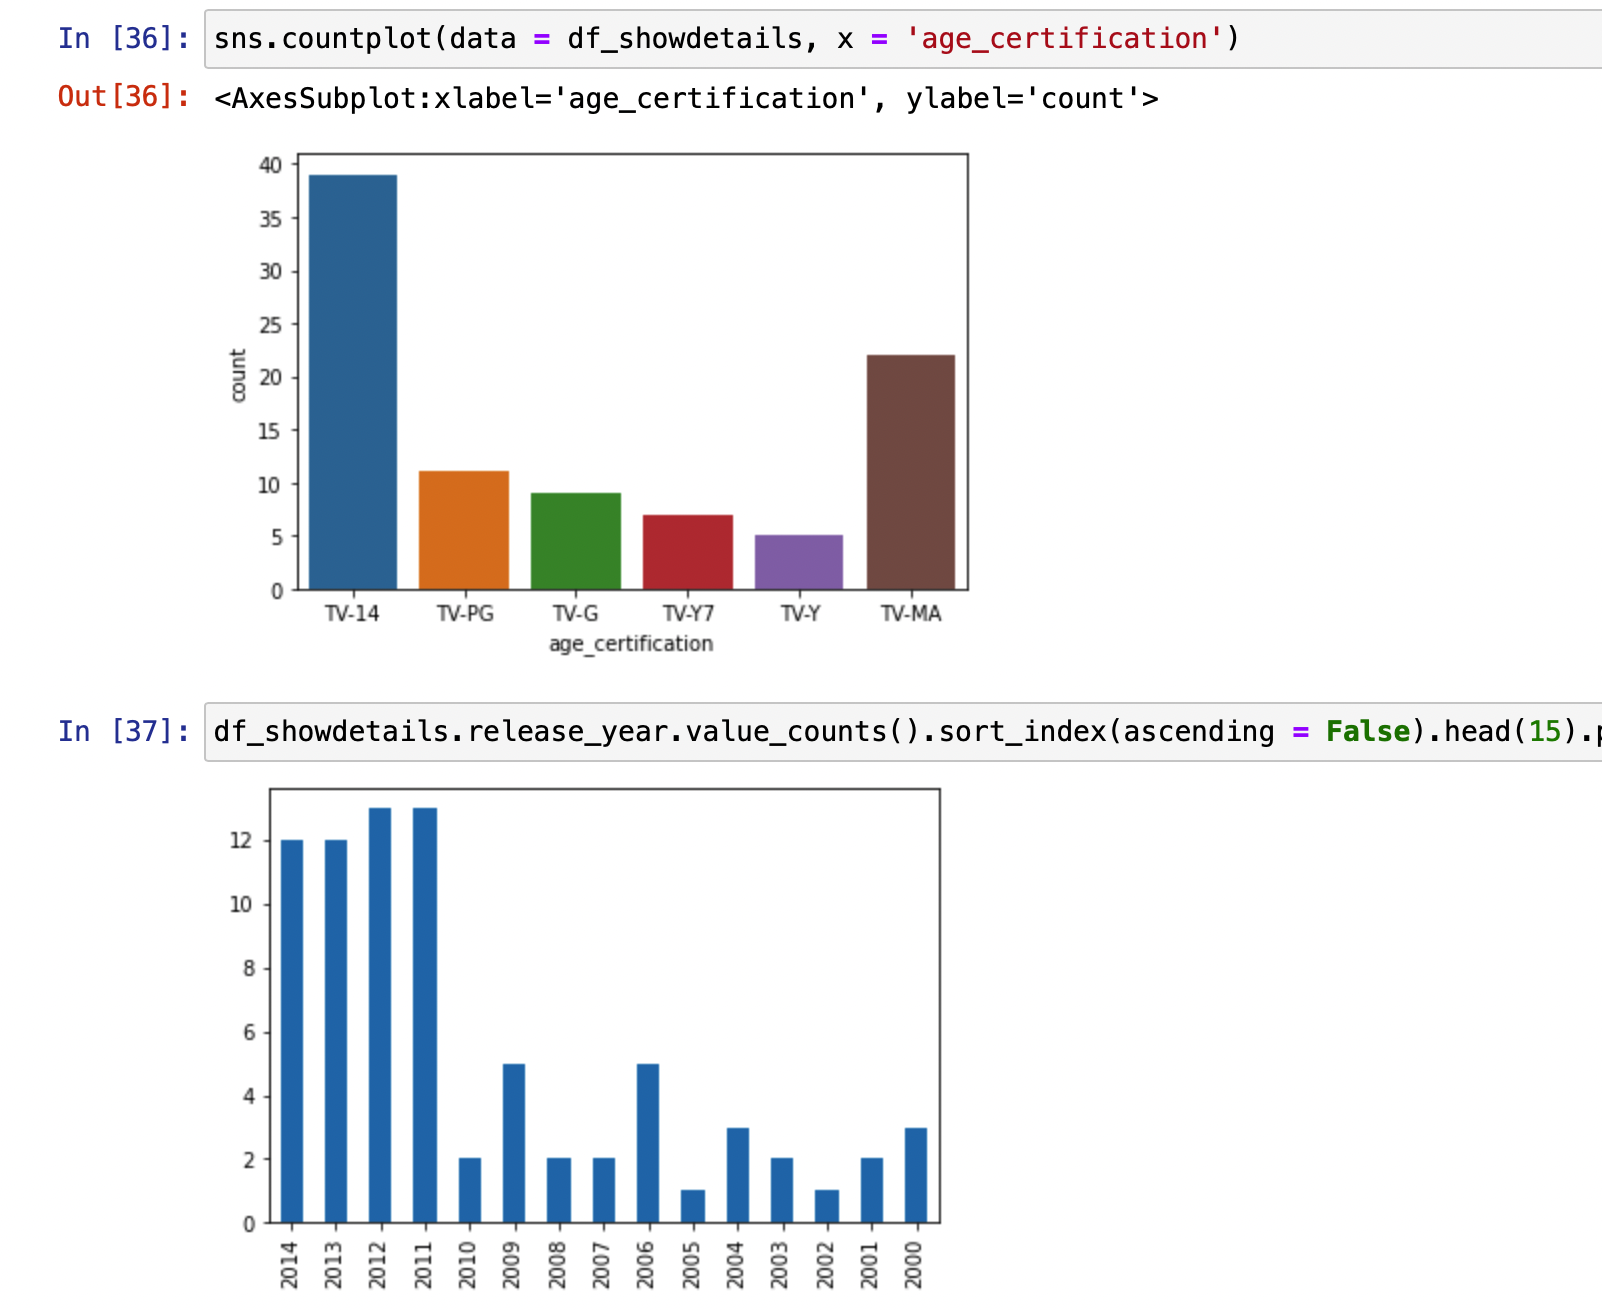 In [36]: sns.countplot(data = df_showdetails, x = 'age_certification')
Out[36]: <AxesSubplot:xlabel='age_certification', ylabel='count'>
40
35
30
25
20
15
10
5
0
count
TV-14 TV-PG TV-G TV-Y7 TV-Y TV-MA
age_certification
In [37]: df_showdetails.release_year.value_counts().sort_index(ascending = False).head(15).
12
10
8
6
4
2
0
2014 2013 2012 2011 2010 2009 2008 2007 2006 2005 2004 2003 2002 2001 2000